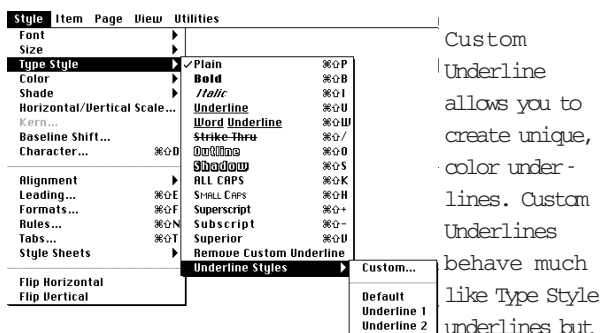 Style Item Page View Utilities
Font
Size
Type Style
Color
Shade
Horizontal/Vertical Scale...
Kern...
Baseline Shift...
Character... ⌘⇧D
Alignment
Leading... ⌘⇧E
Formats... ⌘⇧F
Rules... ⌘⇧N
Tabs... ⌘⇧T
Style Sheets
Flip Horizontal
Flip Vertical
✓Plain ⌘⇧P
Bold ⌘⇧B
Italic ⌘⇧I
Underline ⌘⇧U
Word Underline ⌘⇧W
Strike Thru ⌘⇧/
Outline ⌘⇧O
Shadow ⌘⇧S
ALL CAPS ⌘⇧K
SMALL CAPS ⌘⇧H
Superscript ⌘⇧+
Subscript ⌘⇧-
Superior ⌘⇧V
Remove Custom Underline
Underline Styles
Custom...
Default
Underline 1
Underline 2
Custom
Underline
allows you to
create unique,
color under-
lines. Custom
Underlines
behave much
like Type Style
underlines but